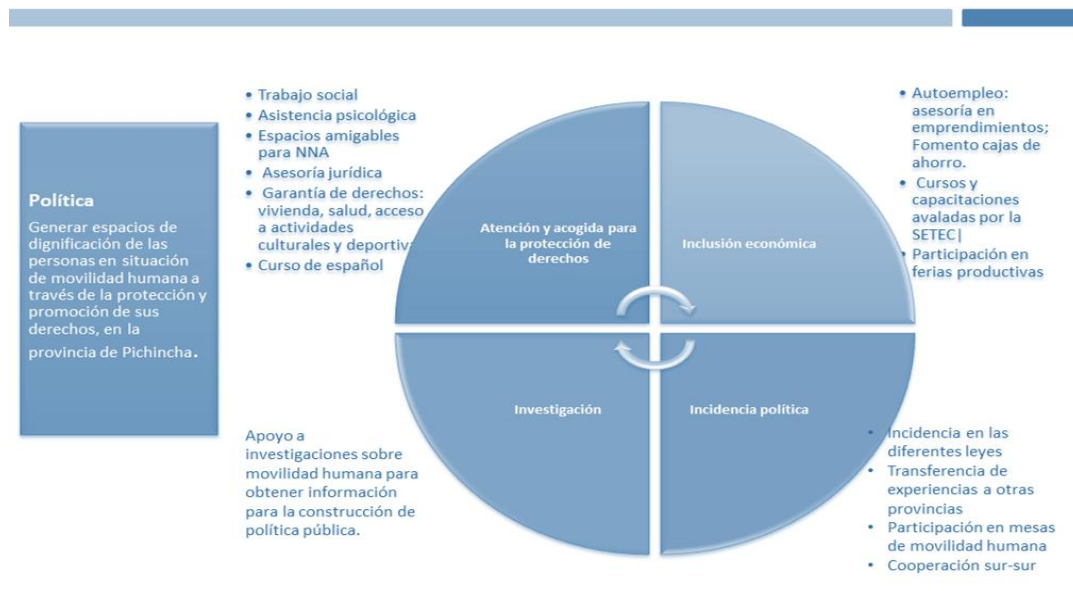 Política
Generar espacios de
dignificación de las
personas en situación
de movilidad humana a
través de la protección y
promoción de sus
derechos, en la
provincia de Pichincha.
• Trabajo social
• Asistencia psicológica
• Espacios amigables
para NNA
• Asesoría jurídica
• Garantía de derechos:
vivienda, salud, acceso
a actividades
culturales y deportiva
• Curso de español
Atención y acogida para
la protección de
derechos
Inclusión económica
• Autoempleo:
asesoría en
emprendimientos;
Fomento cajas de
ahorro.
• Cursos y
capacitaciones
avaladas por la
SETEC|
• Participación en
ferias productivas
Investigación
Apoyo a
investigaciones sobre
movilidad humana para
obtener información
para la construcción de
política pública.
Incidencia política
• Incidencia en las
diferentes leyes
• Transferencia de
experiencias a otras
provincias
• Participación en mesas
de movilidad humana
• Cooperación sur-sur